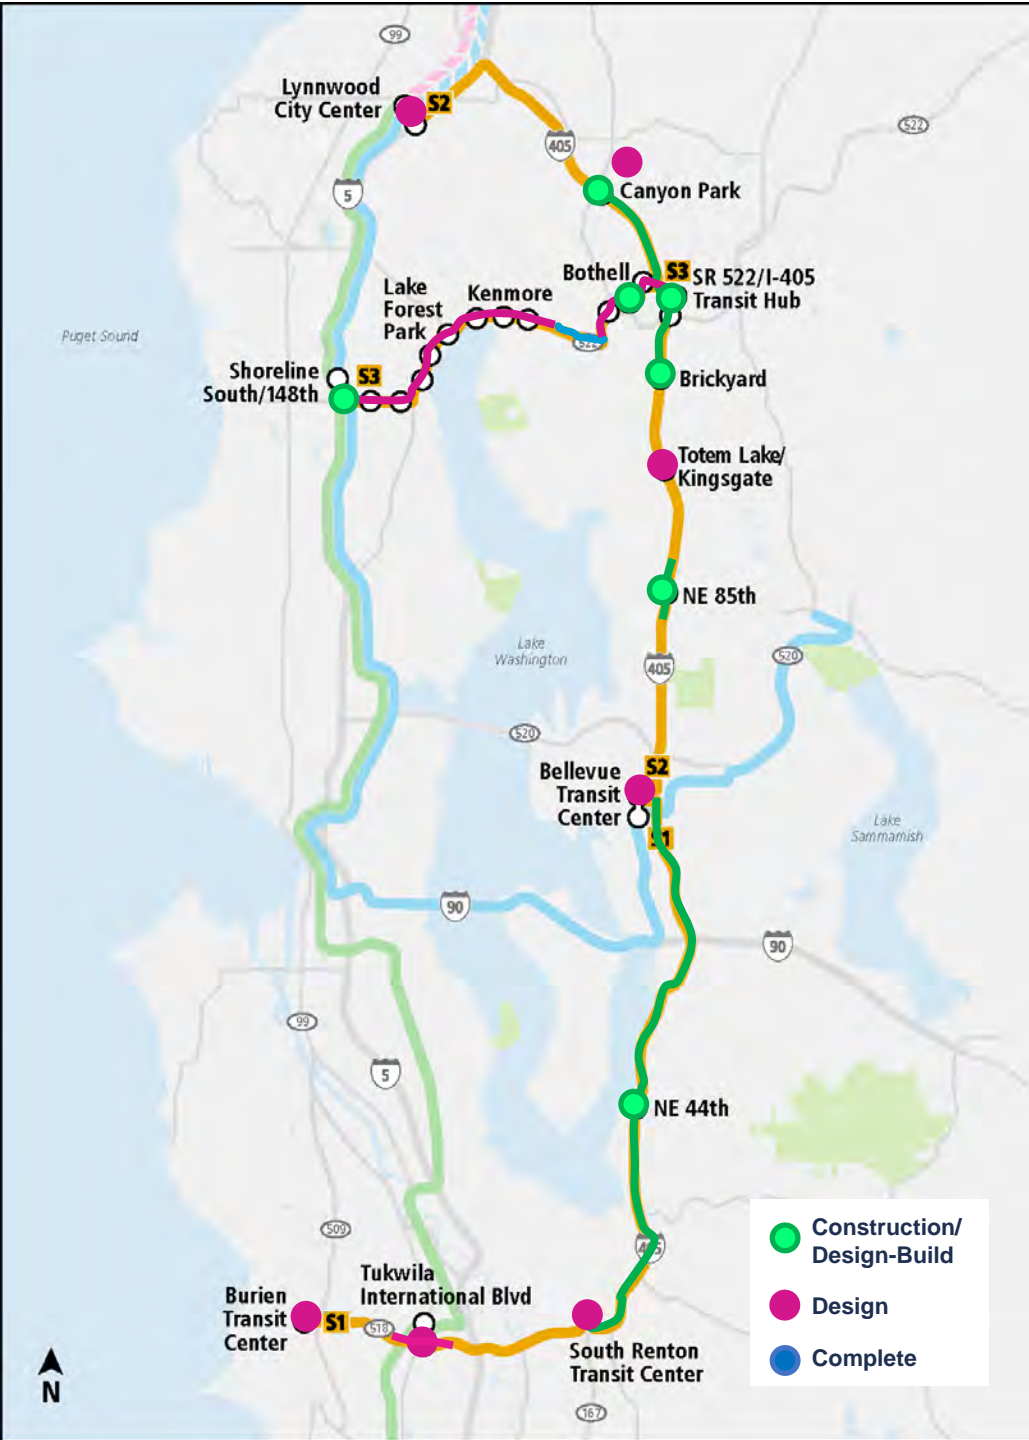 99
Lynnwood
City Center
S2
522
405
5
Canyon Park
Bothell
S3
SR 522/I-405
Transit Hub
Lake
Forest
Park
Kenmore
522
Puget Sound
Shoreline
South/148th
S3
Brickyard
Totem Lake/
Kingsgate
NE 85th
Lake
Washington
405
520
520
S2
Bellevue
Transit
Center
S1
Lake
Sammamish
90
90
99
5
NE 44th
509
405
Tukwila
International Blvd
Burien
Transit
Center
S1
518
South Renton
Transit Center
167
N
Construction/
Design-Build
Design
Complete